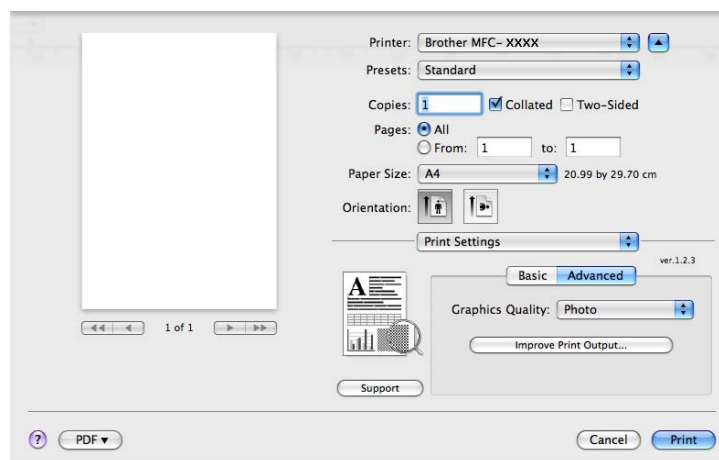 Printer: Brother MFC- XXXX
Presets: Standard
Copies: 1 Collated Two-Sided
Pages: All
From: 1 to: 1
Paper Size: A4 20.99 by 29.70 cm
Orientation:
Print Settings
ver.1.2.3
Basic Advanced
A
Graphics Quality: Photo
Improve Print Output...
1 of 1
Support
? PDF ▼ Cancel Print